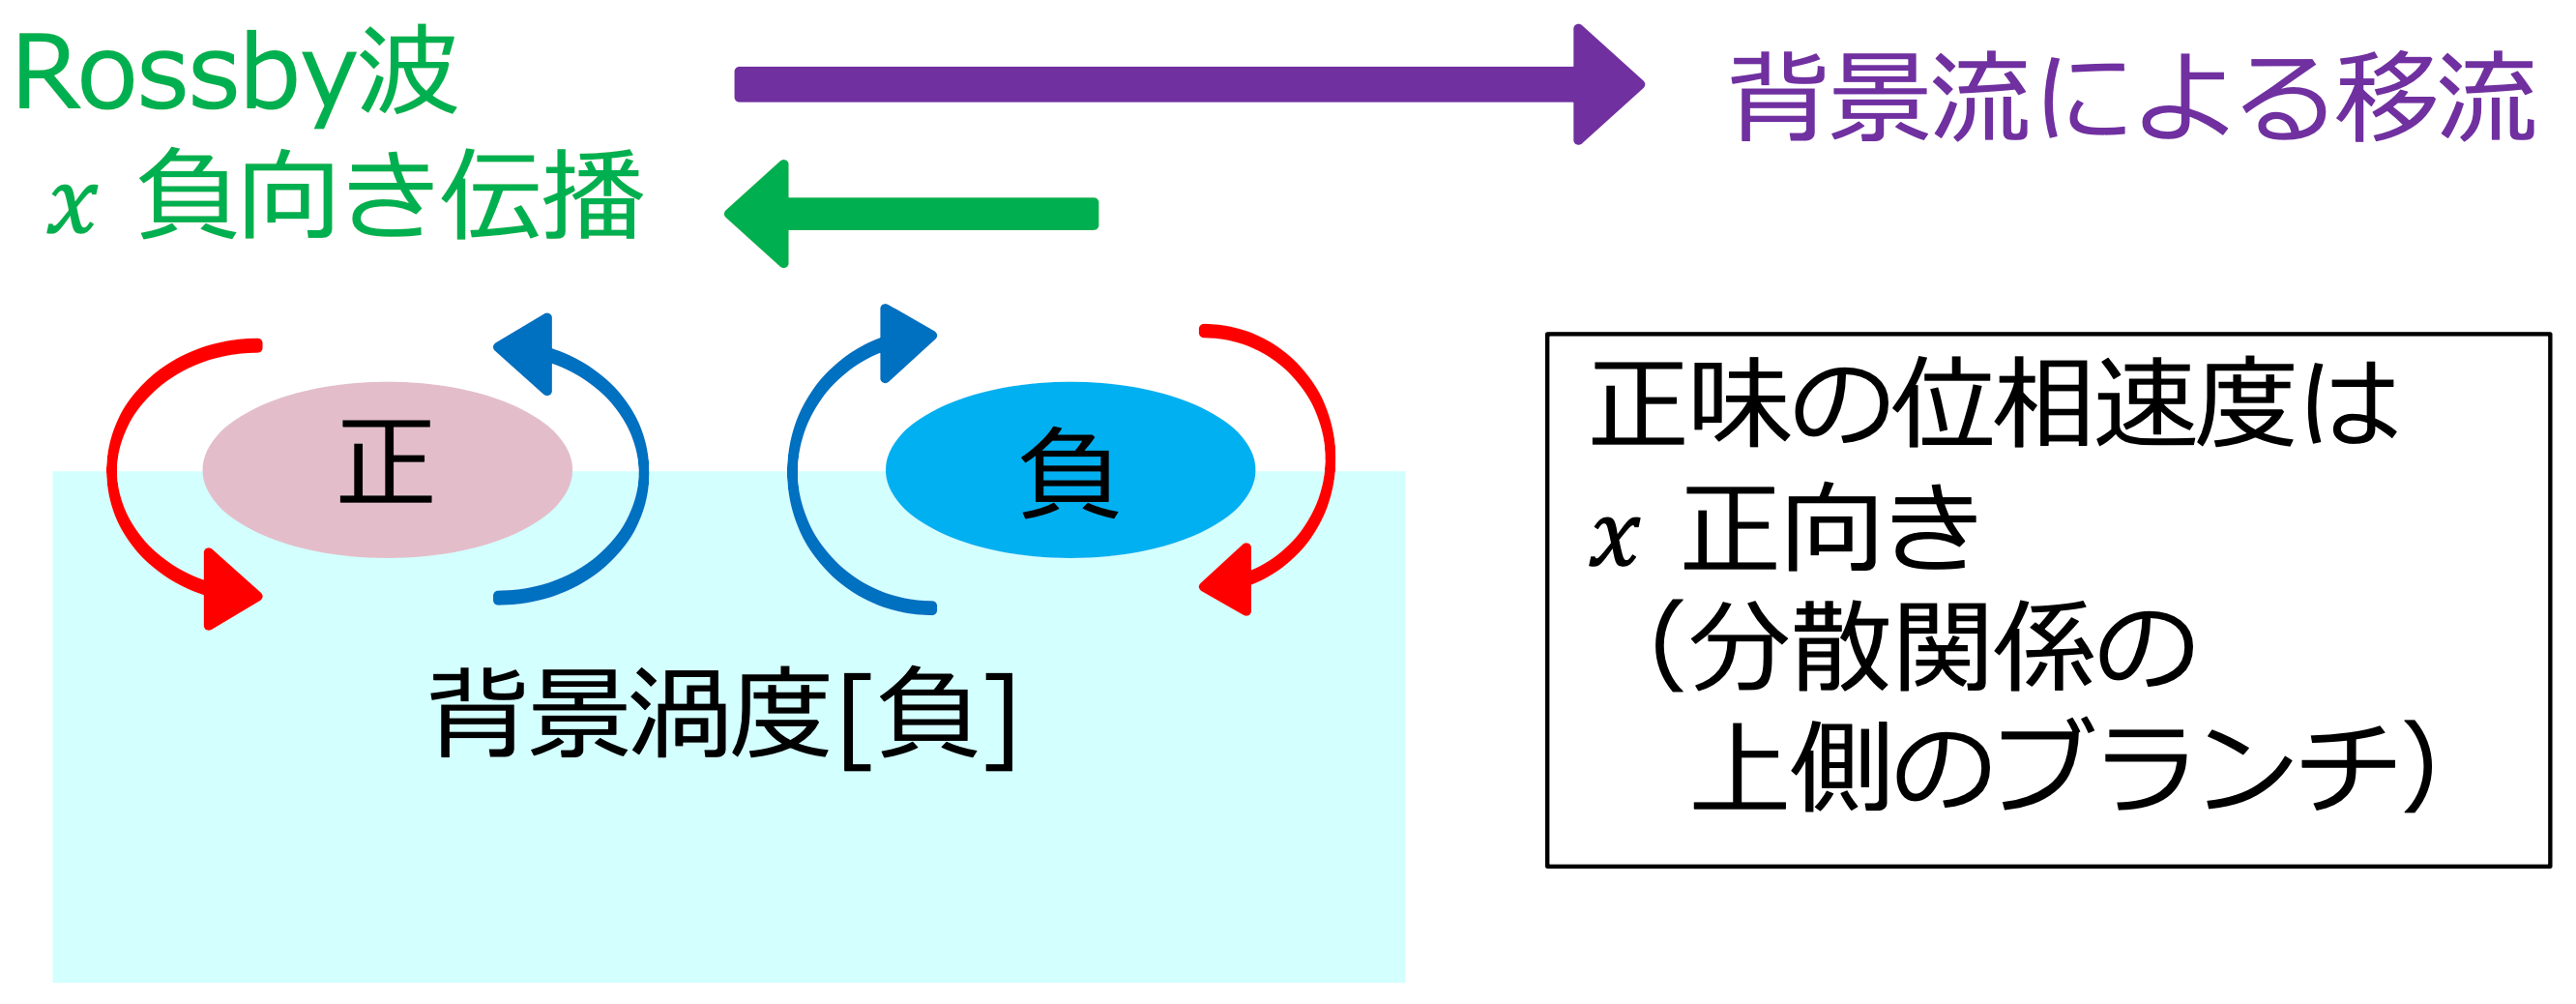 Rossby波
x 負向き伝播
背景流による移流
正
負
背景渦度[負]
正味の位相速度は
x 正向き
（分散関係の
上側のブランチ）